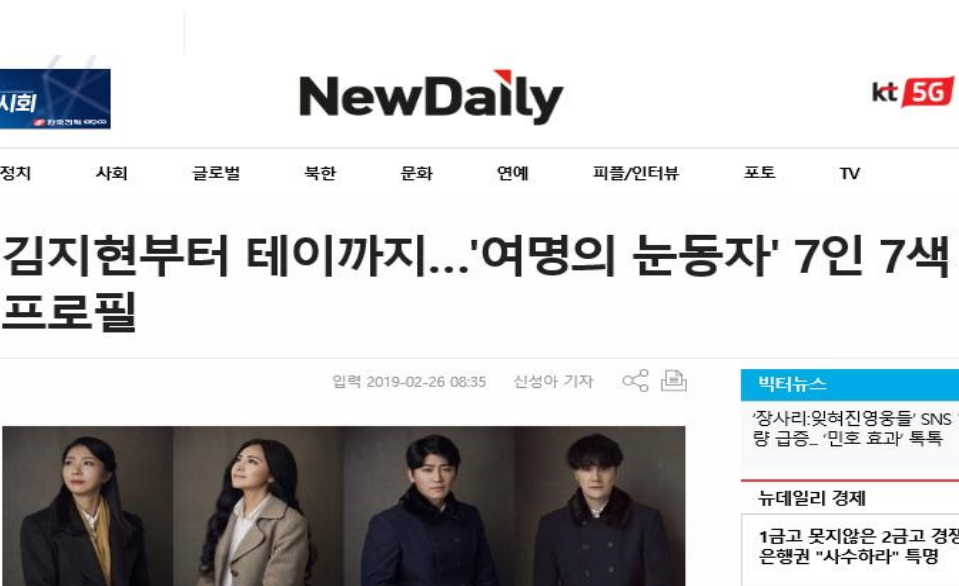 시회
NewDaily
kt 5G
정치 사회 글로벌 북한 문화 연예 피플/인터뷰 포토 TV
김지현부터 테이까지...'여명의 눈동자' 7인 7색
프로필
입력 2019-02-26 08:35 신성아 기자
빅터뉴스
‘장사리:잊혀진영웅들’ SNS
량 급증_ ‘민호 효과’ 톡톡
뉴데일리 경제
1금고 못지않은 2금고 경쟁
은행권 "사수하라" 특명